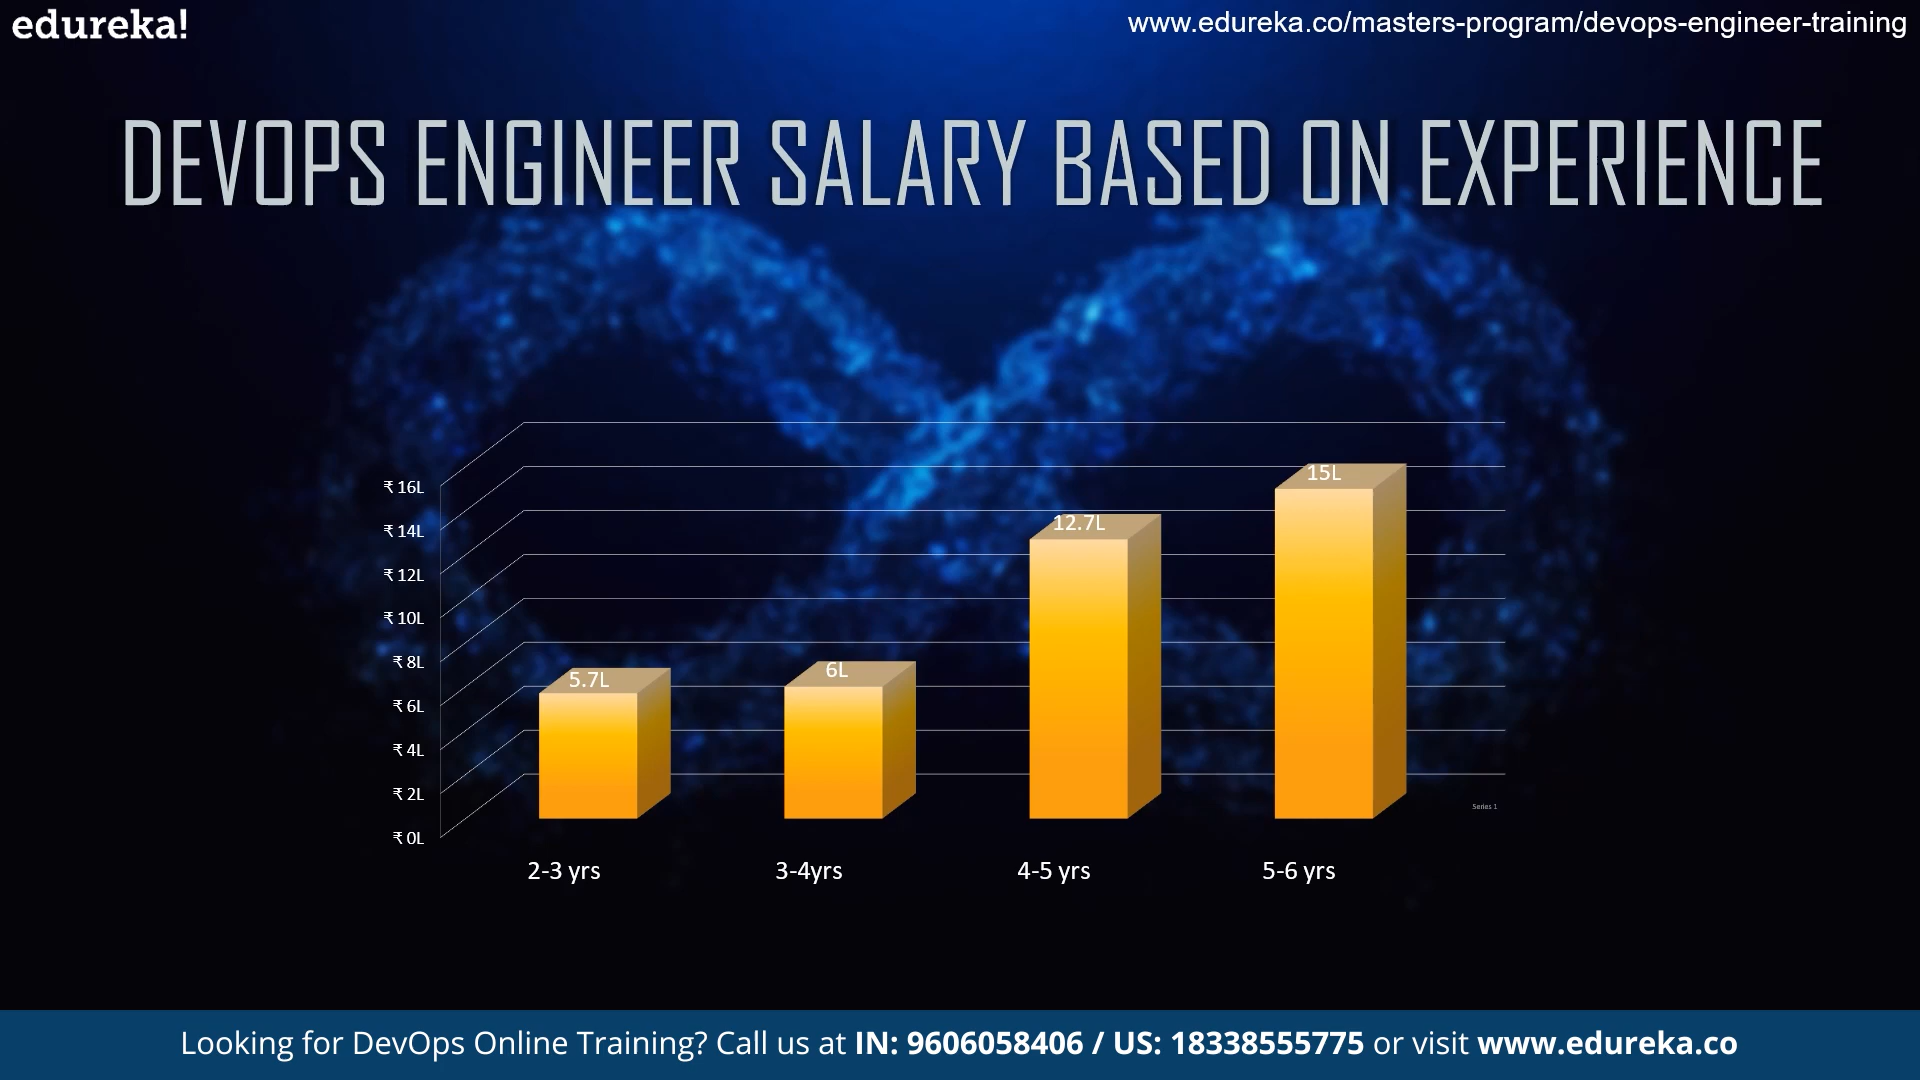 edureka!
www.edureka.co/masters-program/devops-engineer-training
DEVOPS ENGINEER SALARY BASED ON EXPERIENCE
₹ 16L
₹ 14L
₹ 12L
₹ 10L
₹ 8L
₹ 6L
₹ 4L
₹ 2L
₹ 0L
5.7L
6L
12.7L
15L
Series 1
2-3 yrs
3-4yrs
4-5 yrs
5-6 yrs
Looking for DevOps Online Training? Call us at IN: 9606058406 / US: 18338555775 or visit www.edureka.co